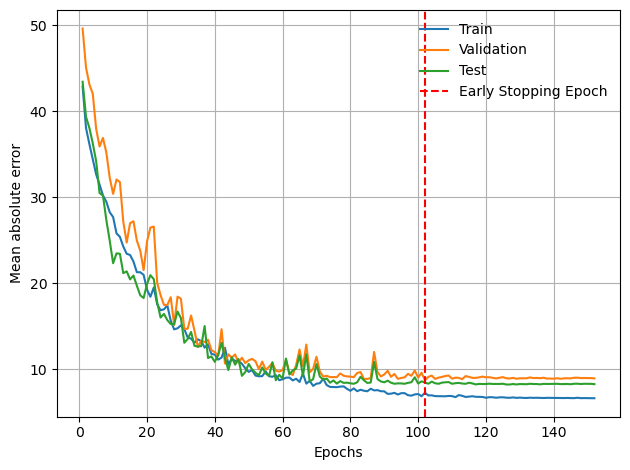 Train
Validation
Test
Early Stopping Epoch
Mean absolute error
50
40
30
20
10
0 20 40 60 80 100 120 140
Epochs